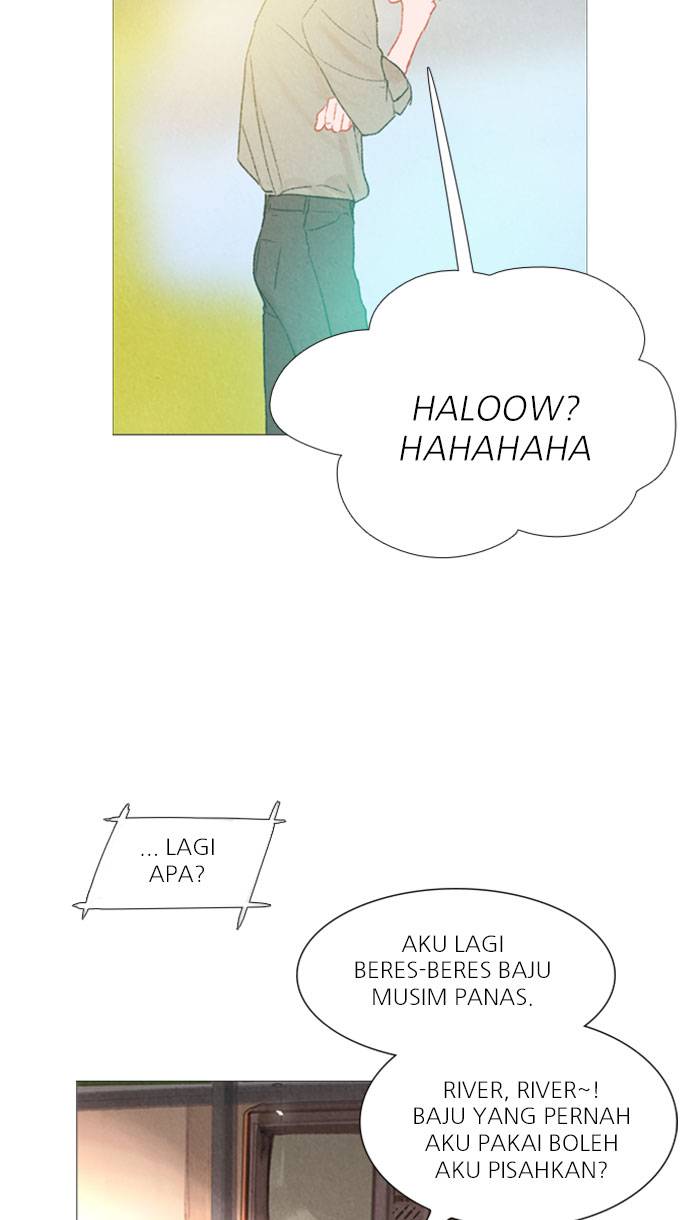 HALOOW?
HAHAHAHA
... LAGI
APA?
AKU LAGI
BERES-BERES BAJU
MUSIM PANAS.
RIVER, RIVER~!
BAJU YANG PERNAH
AKU PAKAI BOLEH
AKU PISAHKAN?